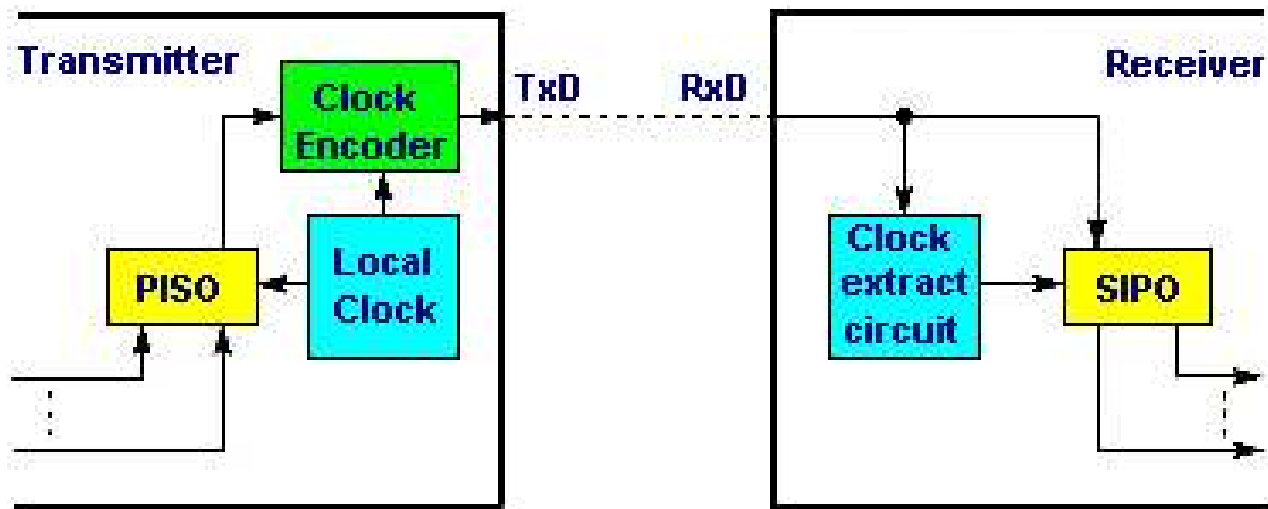 Transmitter
Clock
Encoder
TxD
RxD
Receiver
PISO
Local
Clock
Clock
extract
circuit
SIPO